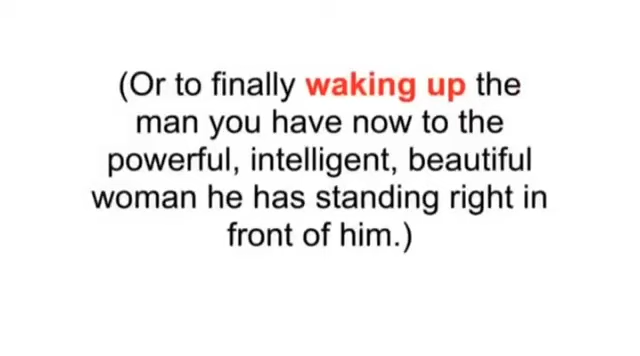 (Or to finally waking up the
man you have now to the
powerful, intelligent, beautiful
woman he has standing right in
front of him.)